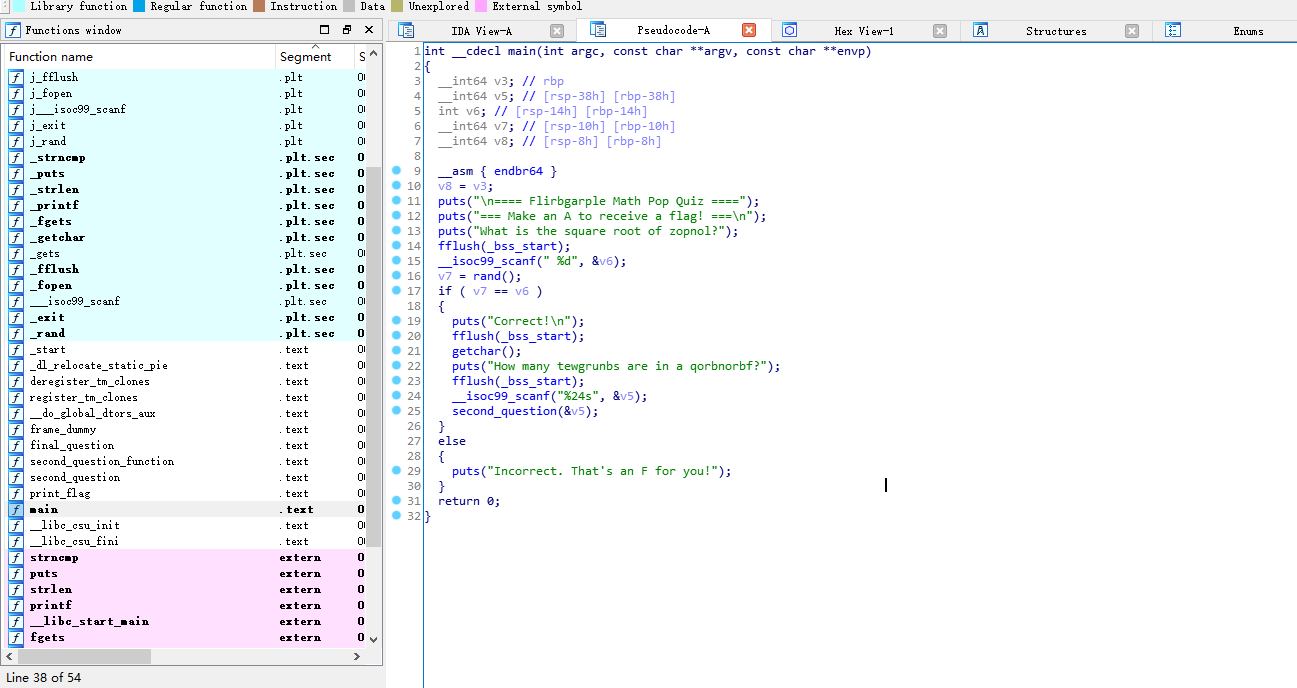 Library function Regular function Instruction Data Unexplored External symbol
Functions window
Function name Segment S
f j_fflush .plt 0
f j_fopen .plt 0
f j___isoc99_scanf .plt 0
f j_exit .plt 0
f j_rand .plt 0
f _strncmp .plt.sec 0
f _puts .plt.sec 0
f _strlen .plt.sec 0
f _printf .plt.sec 0
f _fgets .plt.sec 0
f _getchar .plt.sec 0
f _gets .plt.sec 0
f _fflush .plt.sec 0
f _fopen .plt.sec 0
f ___isoc99_scanf .plt.sec 0
f _exit .plt.sec 0
f _rand .plt.sec 0
f _start .text 0
f _dl_relocate_static_pie .text 0
f deregister_tm_clones .text 0
f register_tm_clones .text 0
f __do_global_dtors_aux .text 0
f frame_dummy .text 0
f final_question .text 0
f second_question_function .text 0
f second_question .text 0
f print_flag .text 0
f main .text 0
f __libc_csu_init .text 0
f __libc_csu_fini .text 0
f strncmp extern 0
f puts extern 0
f strlen extern 0
f printf extern 0
f __libc_start_main extern 0
f fgets extern 0
Line 38 of 54
IDA View-A Pseudocode-A Hex View-1 A Structures Enums
1 int __cdecl main(int argc, const char **argv, const char **envp)
2 {
3 __int64 v3; // rbp
4 __int64 v5; // [rsp-38h] [rbp-38h]
5 int v6; // [rsp-14h] [rbp-14h]
6 __int64 v7; // [rsp-10h] [rbp-10h]
7 __int64 v8; // [rsp-8h] [rbp-8h]
8
9 __asm { endbr64 }
10 v8 = v3;
11 puts("\n==== Flirbgarple Math Pop Quiz ====");
12 puts("=== Make an A to receive a flag! ===\n");
13 puts("What is the square root of zopnol?");
14 fflush(_bss_start);
15 __isoc99_scanf(" %d", &v6);
16 v7 = rand();
17 if ( v7 == v6 )
18 {
19 puts("Correct!\n");
20 fflush(_bss_start);
21 getchar();
22 puts("How many tewgrunbs are in a qorbnorbf?");
23 fflush(_bss_start);
24 __isoc99_scanf("%24s", &v5);
25 second_question(&v5);
26 }
27 else
28 {
29 puts("Incorrect. That's an F for you!");
30 }
31 return 0;
32 }